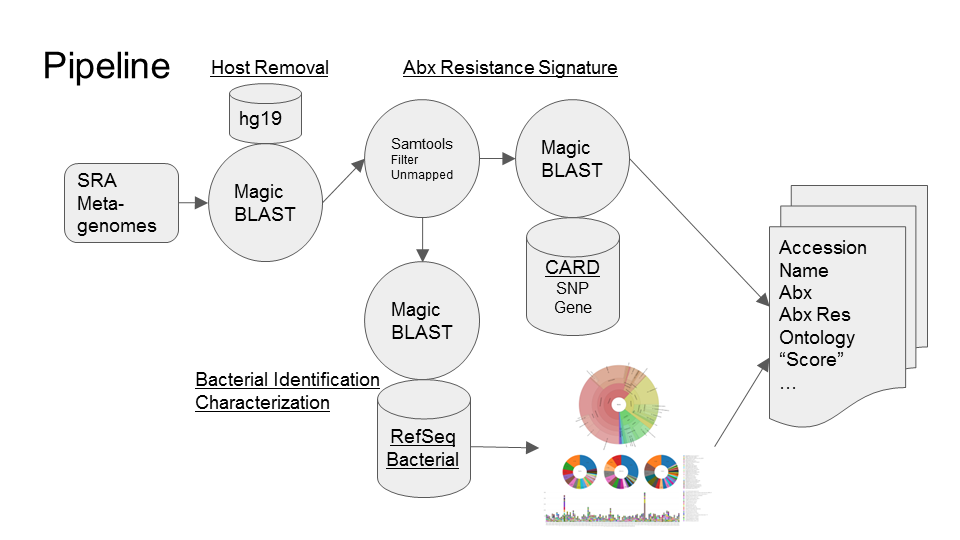 Pipeline
Host Removal
Abx Resistance Signature
hg19
SRA
Meta-
genomes
Magic
BLAST
Samtools
Filter
Unmapped
Magic
BLAST
CARD
SNP
Gene
Magic
BLAST
Bacterial Identification
Characterization
RefSeq
Bacterial
Accession
Name
Abx
Abx Res
Ontology
“Score”
…